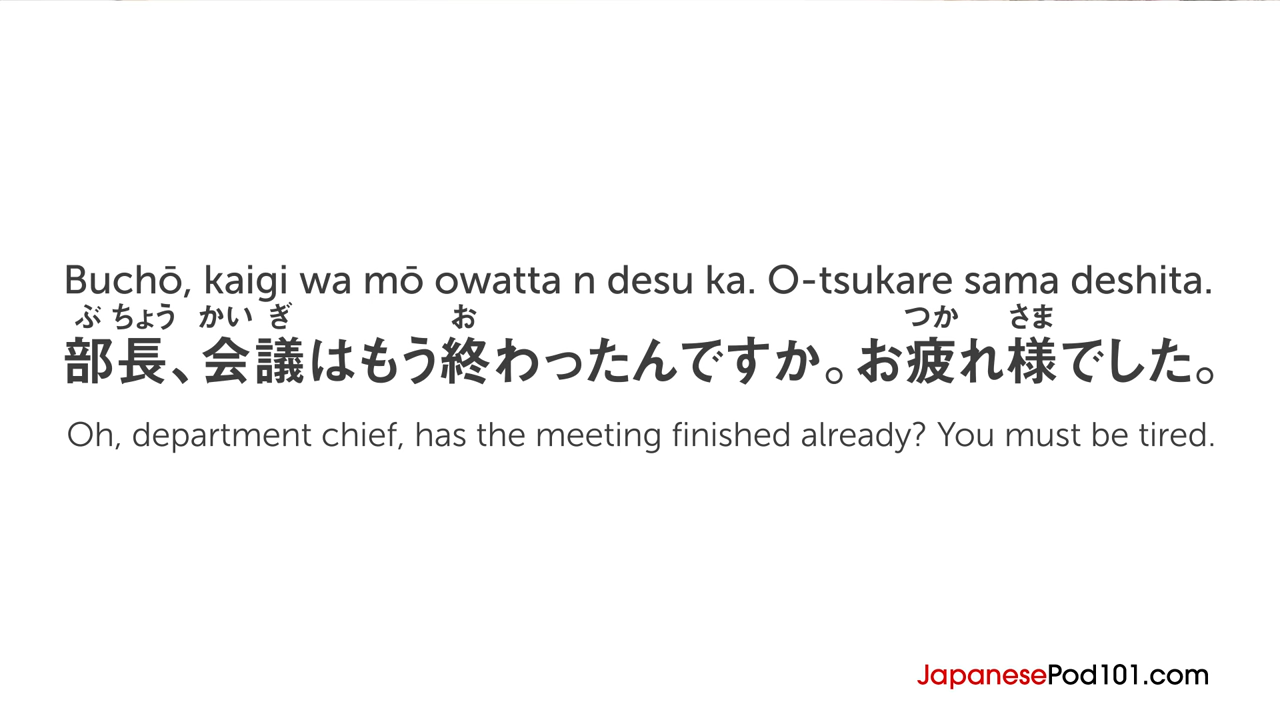 Buchō, kaigi wa mō owatta n desu ka. O-tsukare sama deshita.
ぶ ちょう かい ぎ お つか さま
部長、会議はもう終わったんですか。お疲れ様でした。
Oh, department chief, has the meeting finished already? You must be tired.
JapanesePod101.com